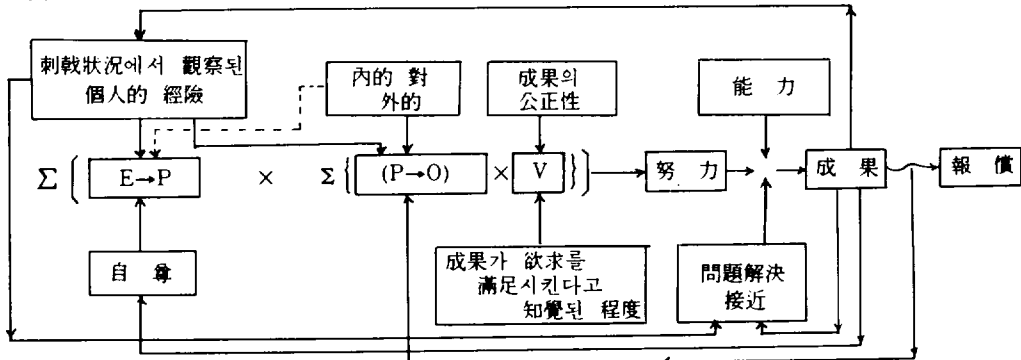 刺戟狀況에서 觀察된
個人的 經驗
內的 對
外的
成果의
公正性
能 力
Σ ( E→P × Σ { (P→O) × V } )
努 力
成 果
報 償
自 尊
成果가 欲求를
滿足시킨다고
知覺된 程度
問題解決
接近